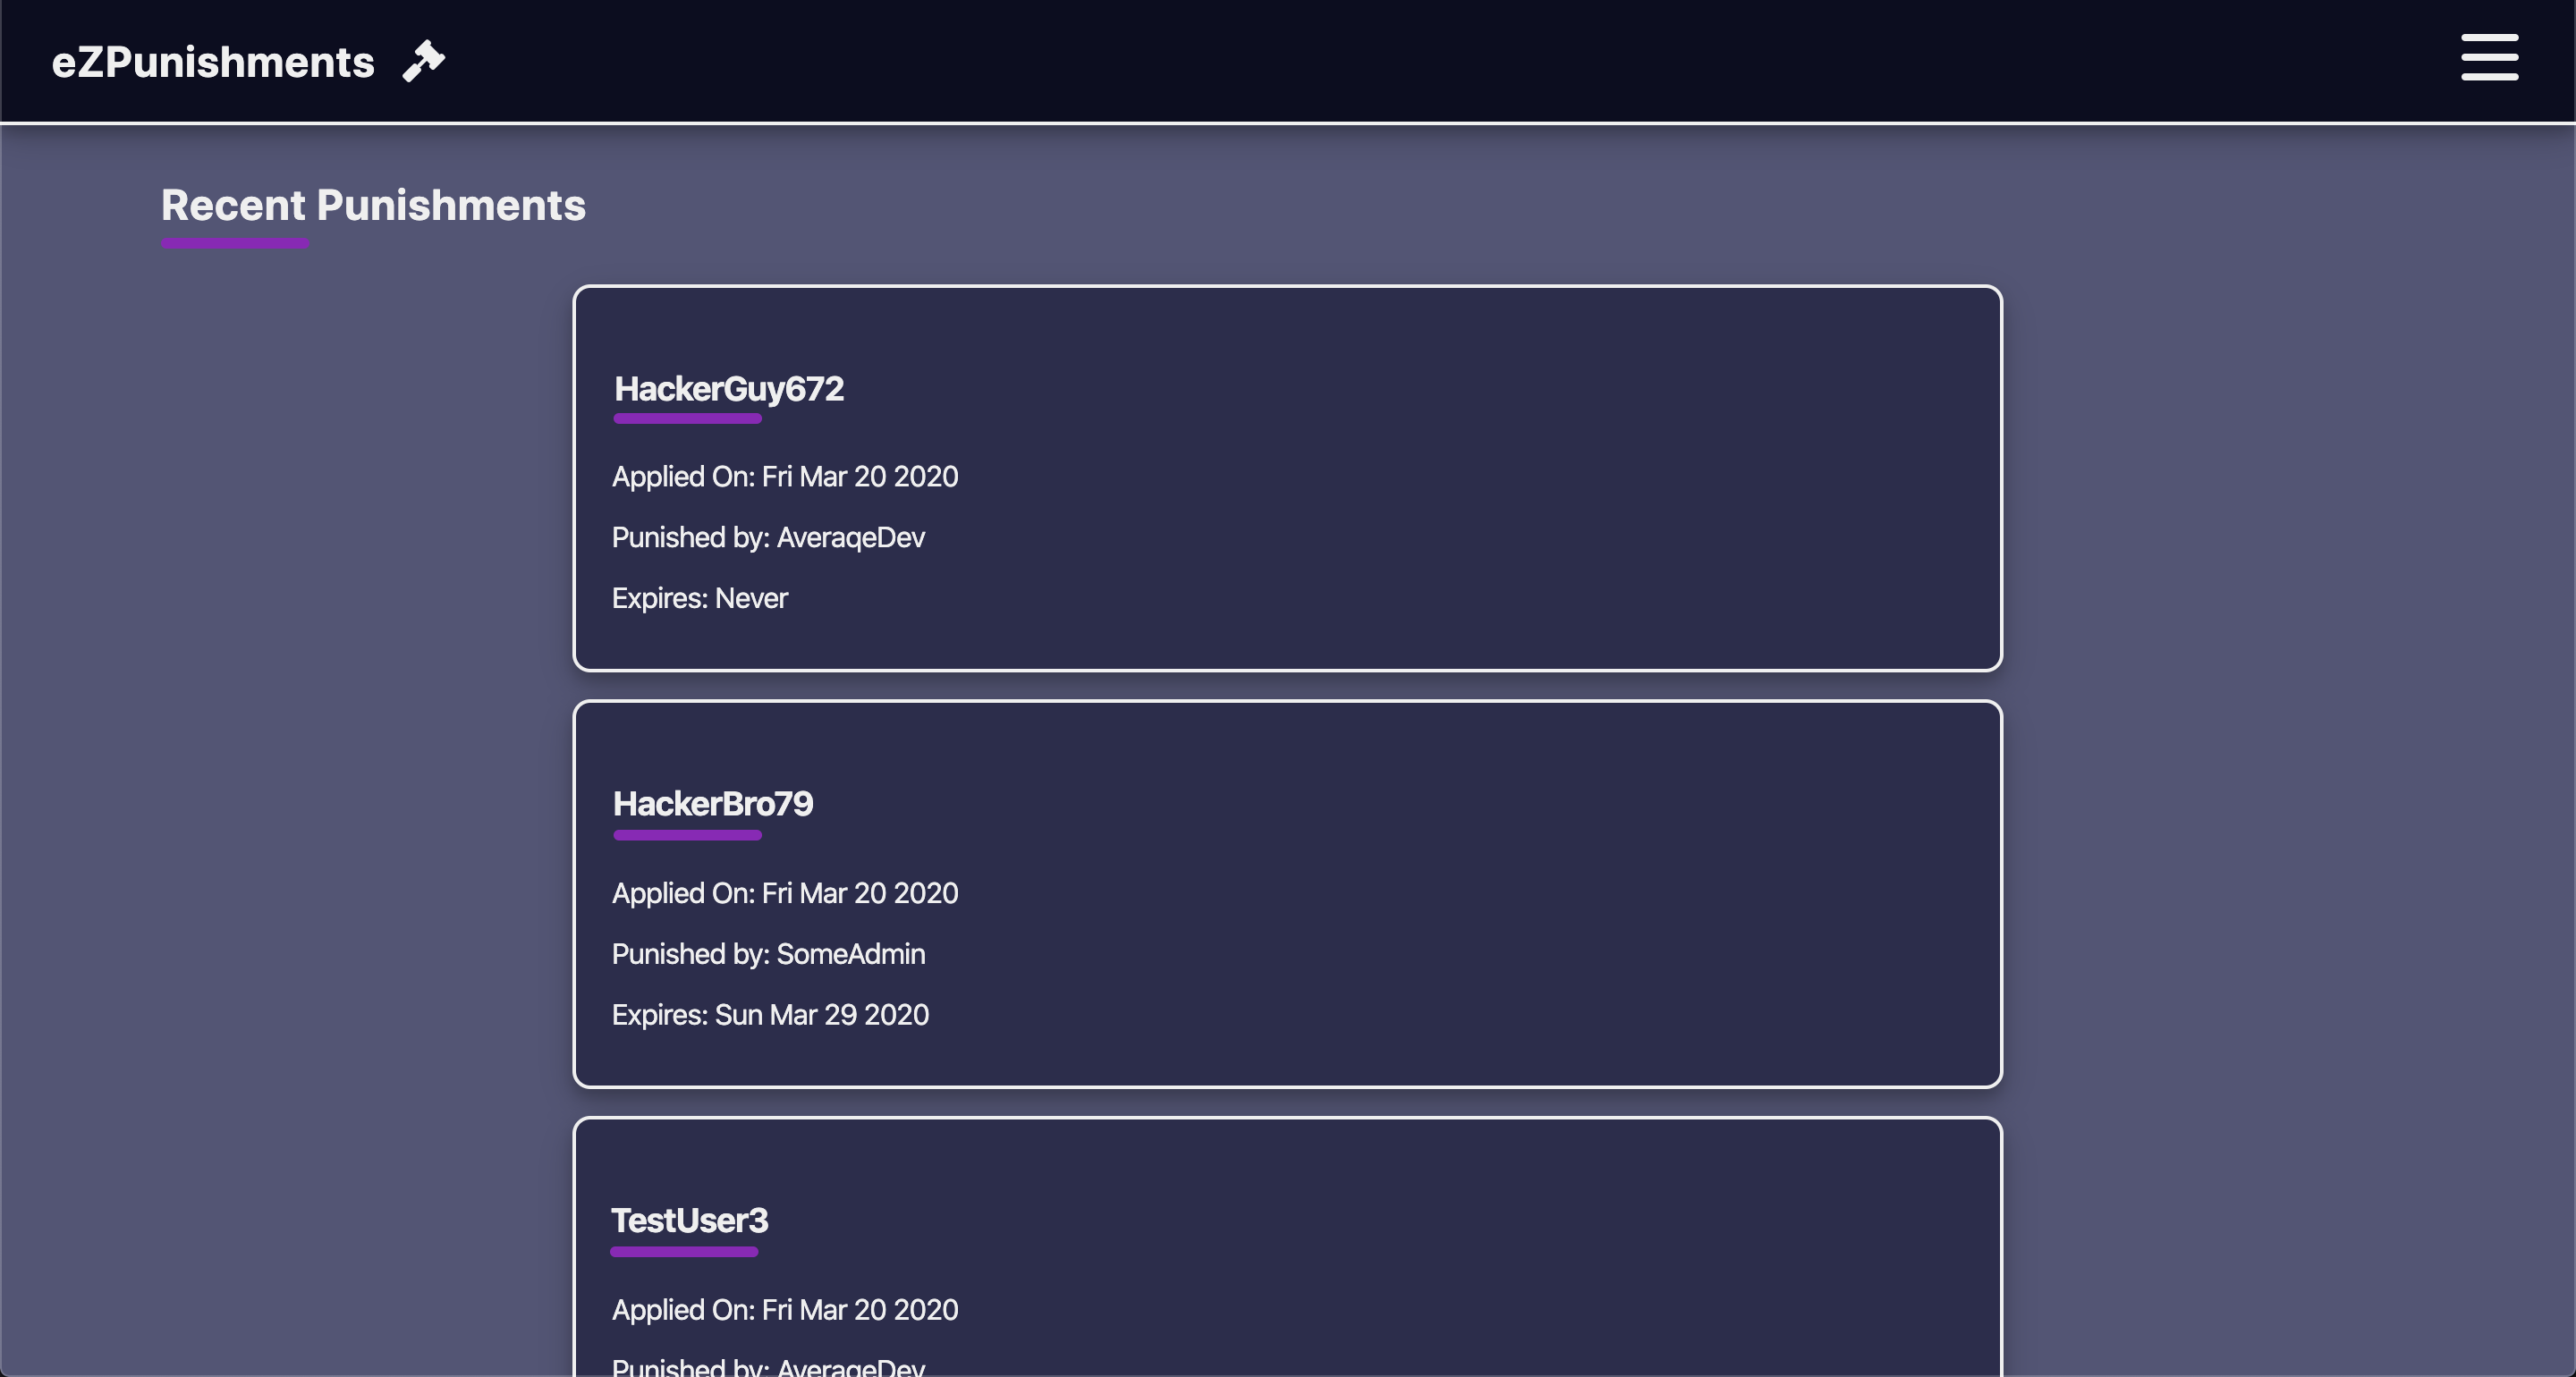 eZPunishments
Recent Punishments
HackerGuy672
Applied On: Fri Mar 20 2020
Punished by: AveraqeDev
Expires: Never
HackerBro79
Applied On: Fri Mar 20 2020
Punished by: SomeAdmin
Expires: Sun Mar 29 2020
TestUser3
Applied On: Fri Mar 20 2020
Punished by: AveraqeDev